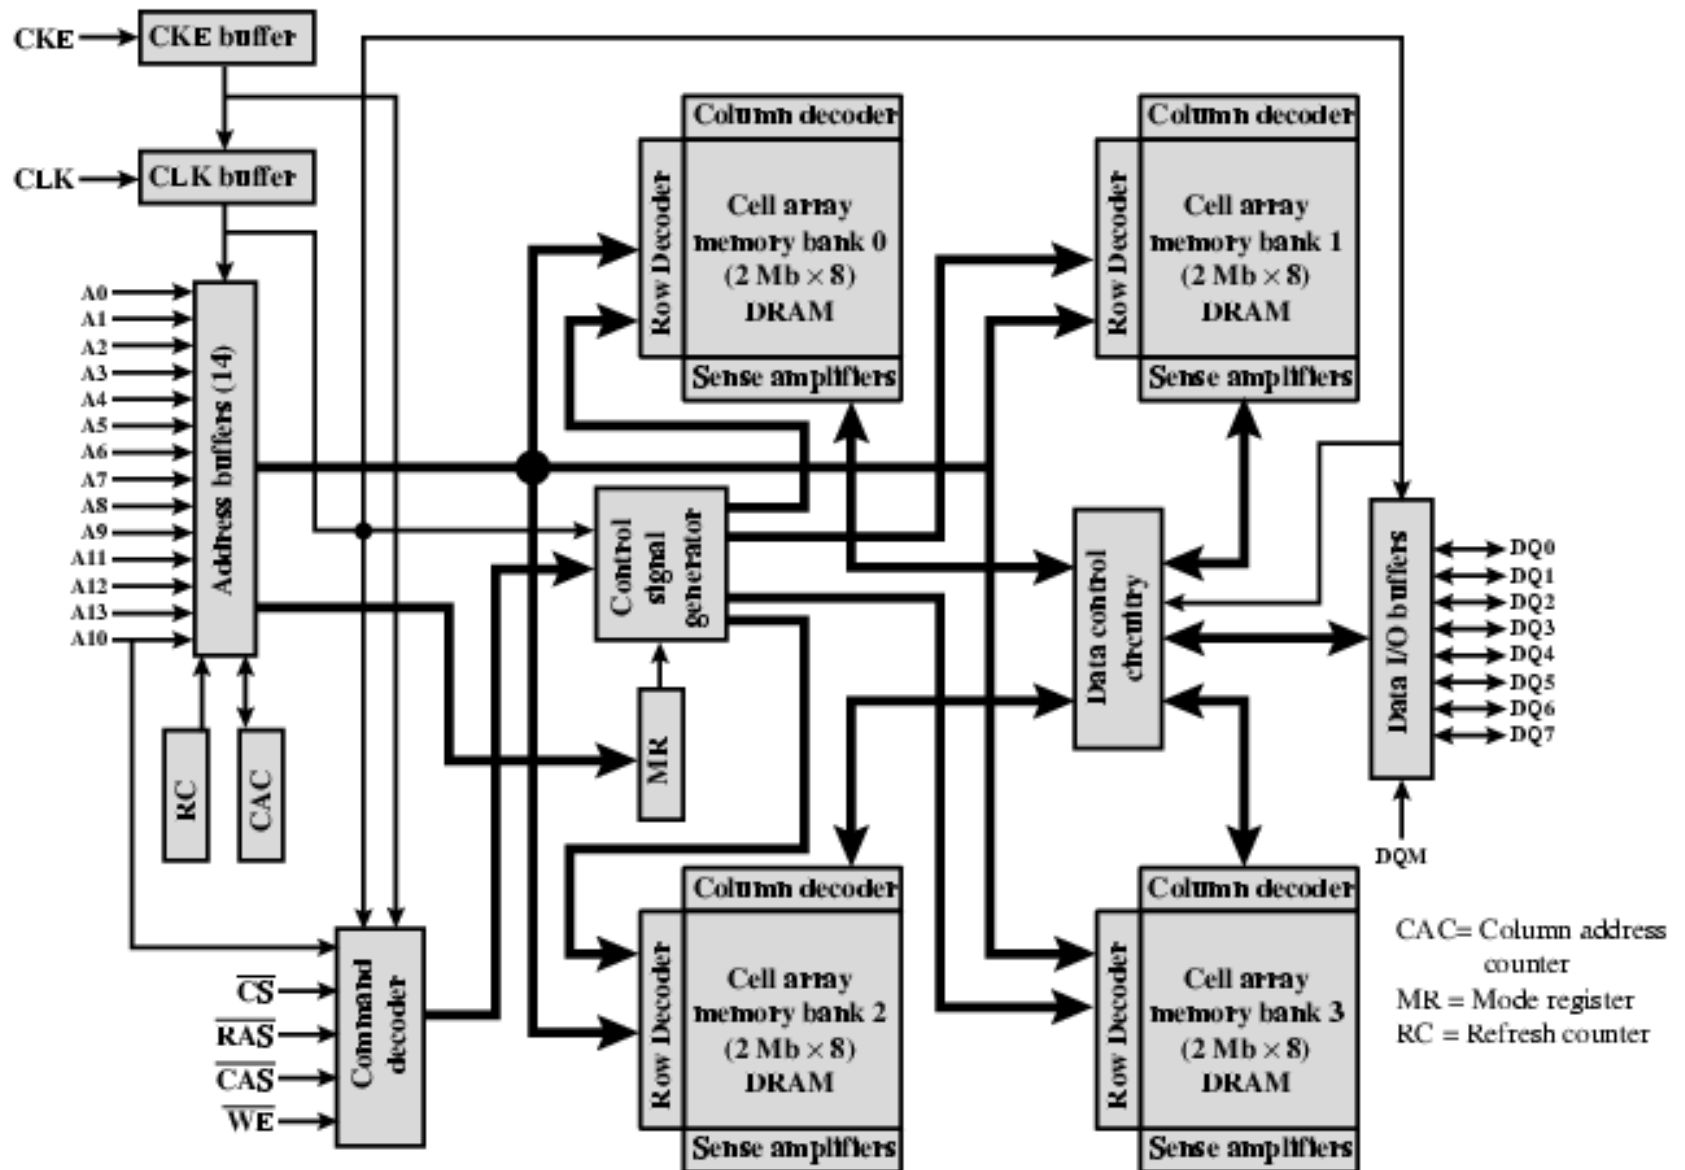 CKE
CKE buffer
CLK
CLK buffer
A0
A1
A2
A3
A4
A5
A6
A7
A8
A9
A11
A12
A13
A10
Address buffers (14)
RC
CAC
CS
RAS
CAS
WE
Command
decoder
Control
signal
generator
MR
Column decoder
Row Decoder
Cell array
memory bank 0
(2 Mb × 8)
DRAM
Sense amplifiers
Column decoder
Row Decoder
Cell array
memory bank 1
(2 Mb × 8)
DRAM
Sense amplifiers
Column decoder
Row Decoder
Cell array
memory bank 2
(2 Mb × 8)
DRAM
Sense amplifiers
Column decoder
Row Decoder
Cell array
memory bank 3
(2 Mb × 8)
DRAM
Sense amplifiers
Data control
circuitry
Data I/O buffers
DQ0
DQ1
DQ2
DQ3
DQ4
DQ5
DQ6
DQ7
DQM
CAC= Column address
counter
MR = Mode register
RC = Refresh counter